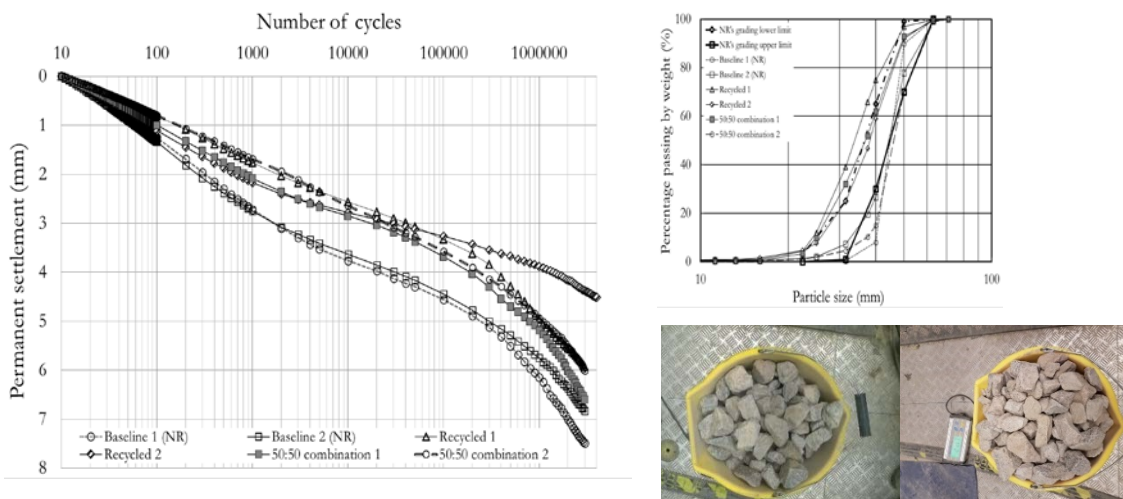 Number of cycles
10 100 1000 10000 100000 1000000
0
1
2
3
4
5
6
7
8
Permanent settlement (mm)
Baseline 1 (NR) Baseline 2 (NR) Recycled 1
Recycled 2 50:50 combination 1 50:50 combination 2
100
80
60
40
20
0
Percentage passing by weight (%)
NR's grading lower limit
NR's grading upper limit
Baseline 1 (NR)
Baseline 2 (NR)
Recycled 1
Recycled 2
50:50 combination 1
50:50 combination 2
10 100
Particle size (mm)